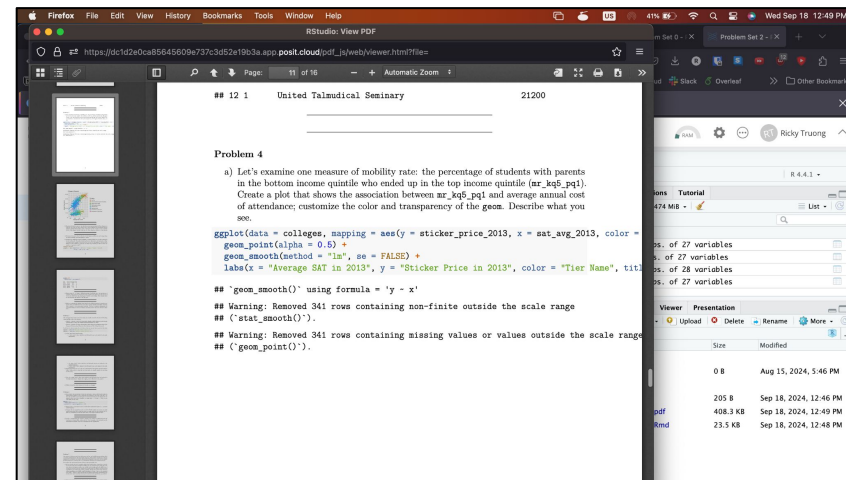 Firefox File Edit View History Bookmarks Tools Window Help
US 41% Wed Sep 18 12:49 PM
RStudio: View PDF
Problem Set 2 -
https://dc1d2e0ca85645609e737c3d52e19b3a.app.posit.cloud/pdf_js/web/viewer.html?file=
Page: 11 of 16 − + Automatic Zoom
Slack Overleaf Other Bookmark
## 12 1 United Talmudical Seminary 21200
RAM RT Ricky Truong
Problem 4
a) Let's examine one measure of mobility rate: the percentage of students with parents
in the bottom income quintile who ended up in the top income quintile (mr_kq5_pq1).
Create a plot that shows the association between mr_kq5_pq1 and average annual cost
of attendance; customize the color and transparency of the geom. Describe what you
see.
ggplot(data = colleges, mapping = aes(y = sticker_price_2013, x = sat_avg_2013, color =
geom_point(alpha = 0.5) +
geom_smooth(method = "lm", se = FALSE) +
labs(x = "Average SAT in 2013", y = "Sticker Price in 2013", color = "Tier Name", titl
## `geom_smooth()` using formula = 'y ~ x'
## Warning: Removed 341 rows containing non-finite outside the scale range
## (`stat_smooth()`).
## Warning: Removed 341 rows containing missing values or values outside the scale range
## (`geom_point()`).
R 4.4.1
Tutorial
474 MiB List
of 27 variables
of 27 variables
of 28 variables
of 27 variables
Viewer Presentation
Upload Delete Rename More
Size Modified
0 B Aug 15, 2024, 5:46 PM
205 B Sep 18, 2024, 12:46 PM
pdf 408.3 KB Sep 18, 2024, 12:49 PM
Rmd 23.5 KB Sep 18, 2024, 12:48 PM